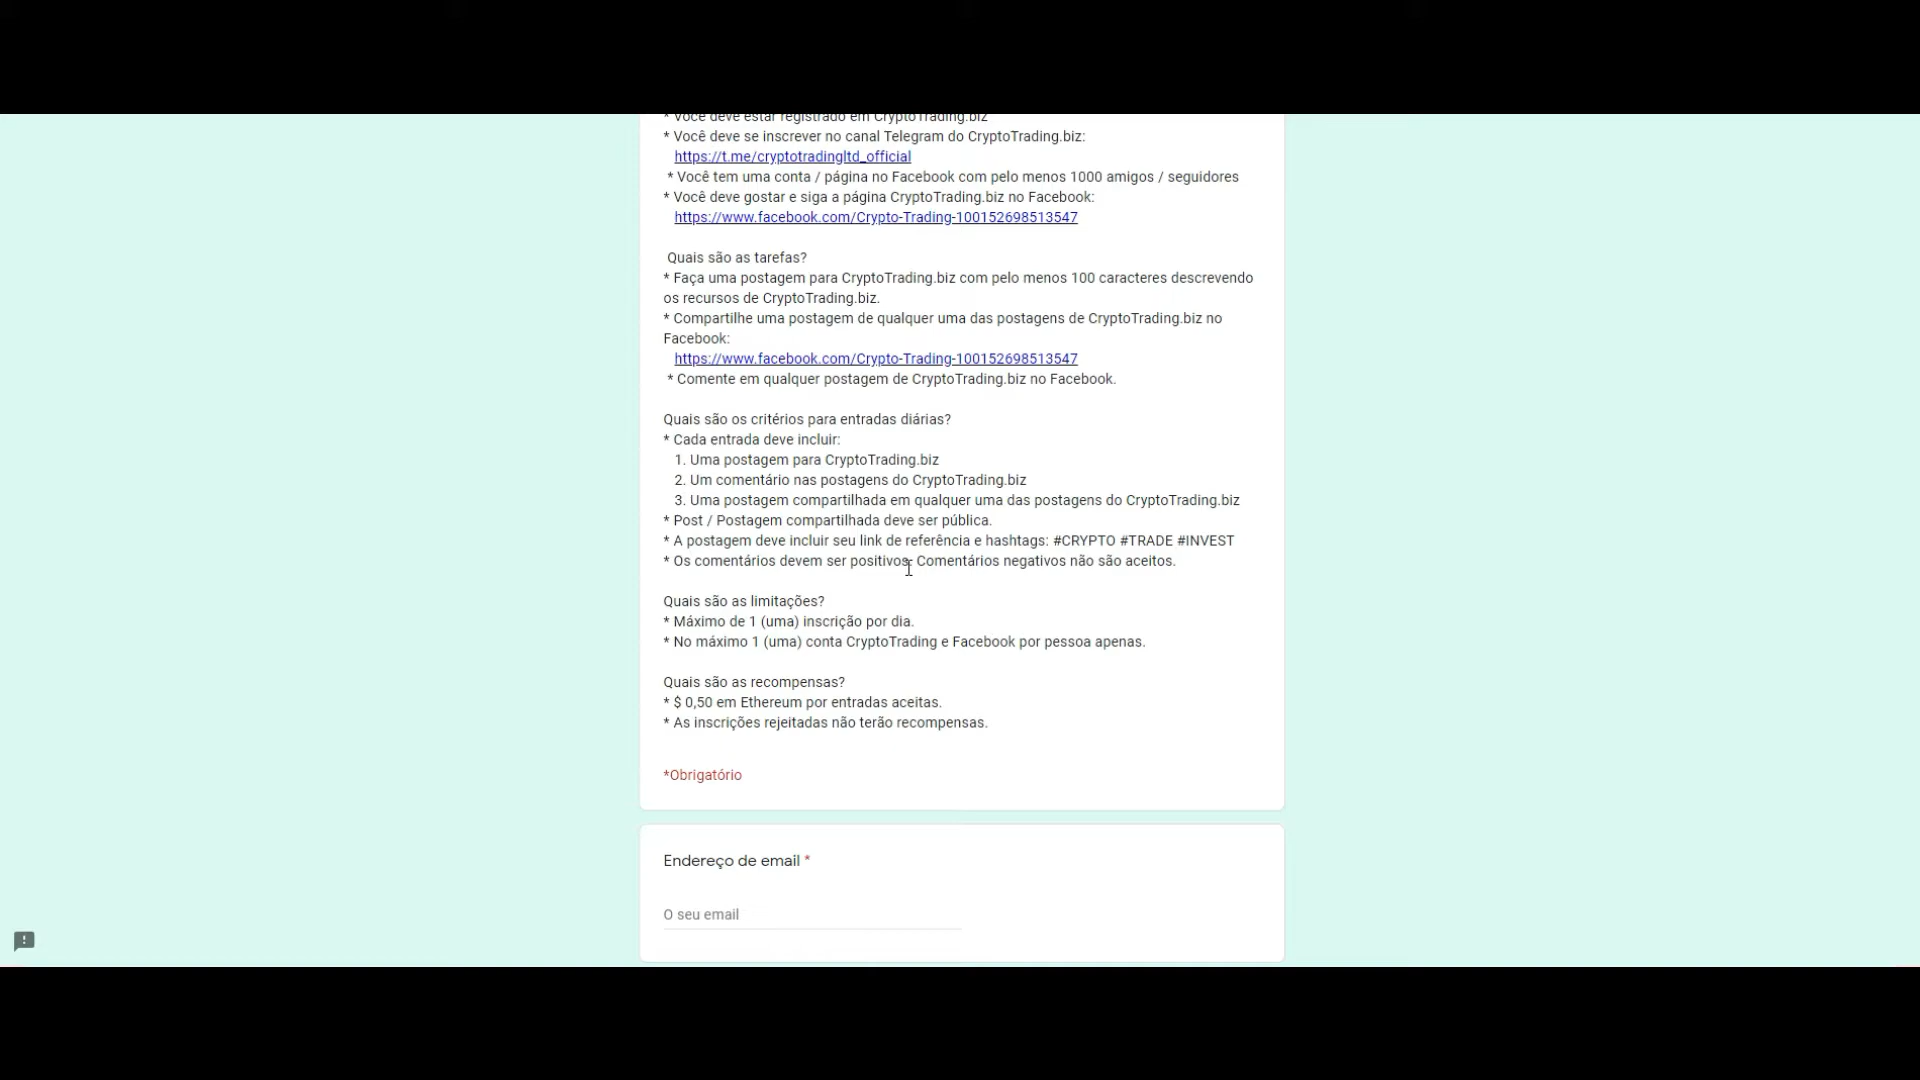 * Você deve estar registrado em CryptoTrading.biz
* Você deve se inscrever no canal Telegram do CryptoTrading.biz:
https://t.me/cryptotradingltd_official
* Você tem uma conta / página no Facebook com pelo menos 1000 amigos / seguidores
* Você deve gostar e siga a página CryptoTrading.biz no Facebook:
https://www.facebook.com/Crypto-Trading-100152698513547
Quais são as tarefas?
* Faça uma postagem para CryptoTrading.biz com pelo menos 100 caracteres descrevendo
os recursos de CryptoTrading.biz.
* Compartilhe uma postagem de qualquer uma das postagens de CryptoTrading.biz no
Facebook:
https://www.facebook.com/Crypto-Trading-100152698513547
* Comente em qualquer postagem de CryptoTrading.biz no Facebook.
Quais são os critérios para entradas diárias?
* Cada entrada deve incluir:
1. Uma postagem para CryptoTrading.biz
2. Um comentário nas postagens do CryptoTrading.biz
3. Uma postagem compartilhada em qualquer uma das postagens do CryptoTrading.biz
* Post / Postagem compartilhada deve ser pública.
* A postagem deve incluir seu link de referência e hashtags: #CRYPTO #TRADE #INVEST
* Os comentários devem ser positivos. Comentários negativos não são aceitos.
Quais são as limitações?
* Máximo de 1 (uma) inscrição por dia.
* No máximo 1 (uma) conta CryptoTrading e Facebook por pessoa apenas.
Quais são as recompensas?
* $ 0,50 em Ethereum por entradas aceitas.
* As inscrições rejeitadas não terão recompensas.
*Obrigatório
Endereço de email *
O seu email